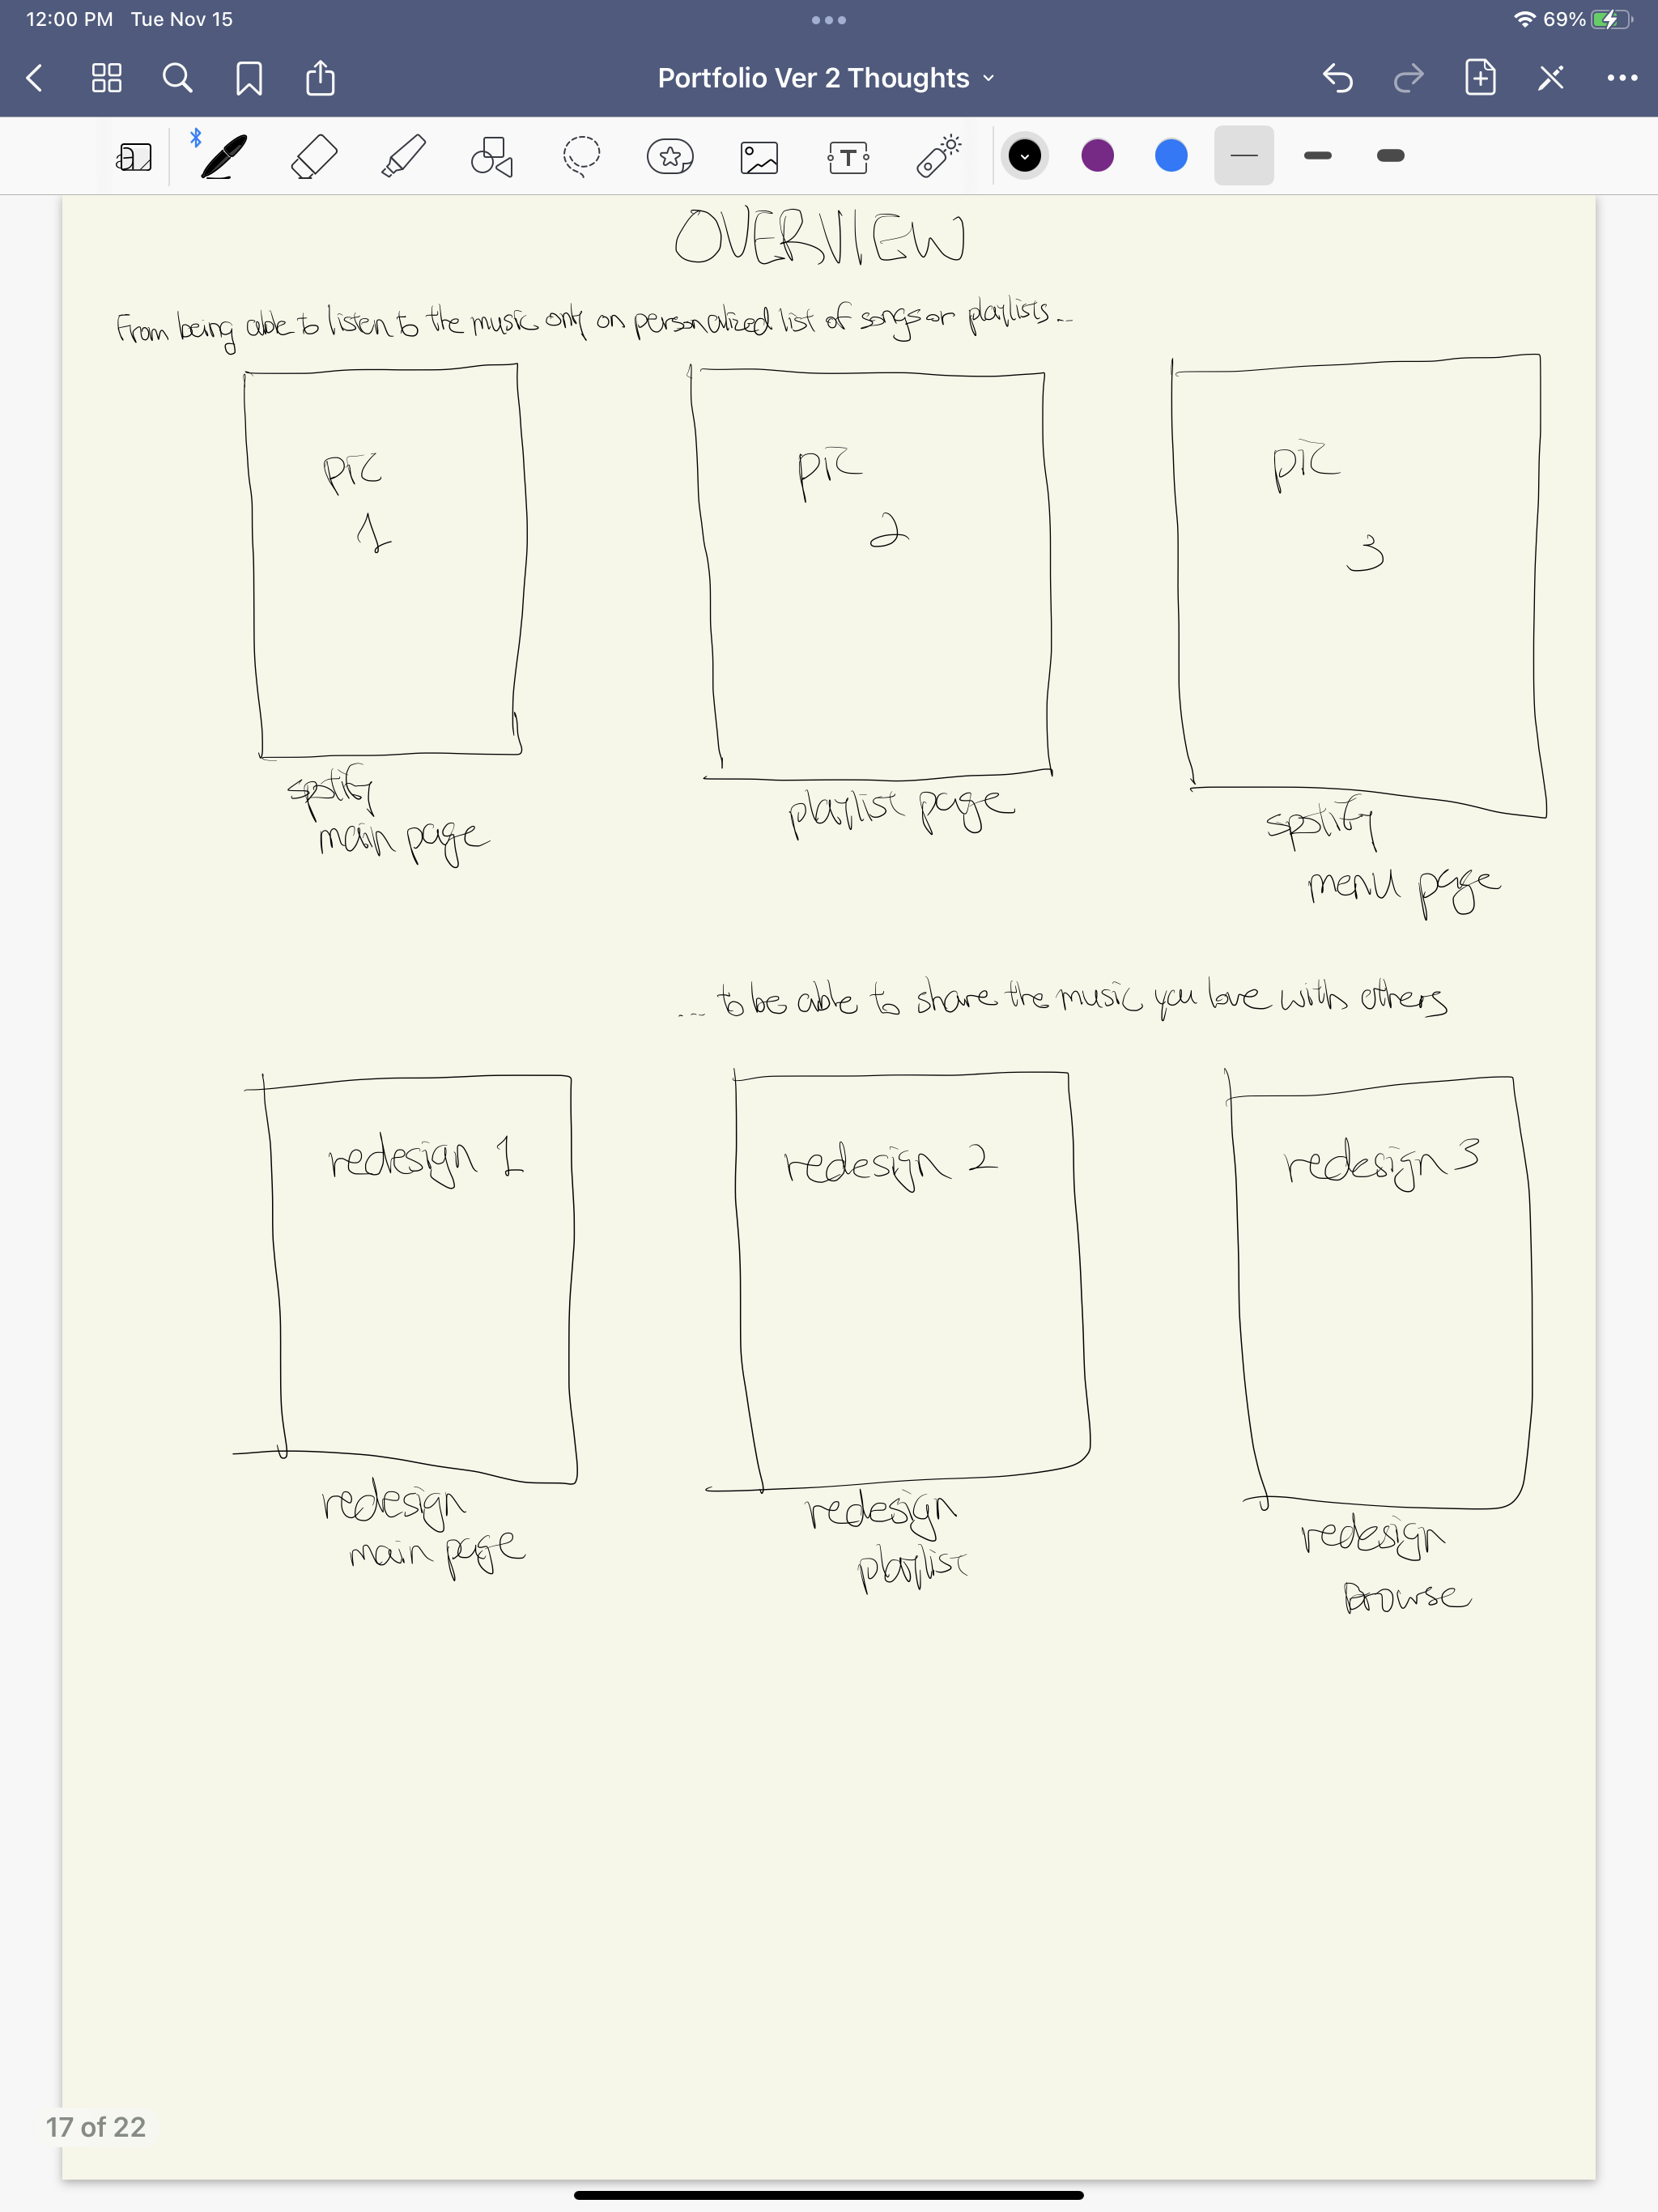 12:00 PM Tue Nov 15
69%
Portfolio Ver 2 Thoughts
OVERVIEW
From being able to listen to the music only on personalized list of songs or playlists...
pic
1
pic
2
pic
3
spotify
main page
playlist page
spotify
menu page
.... to be able to share the music you love with others
redesign 1
redesign 2
redesign 3
redesign
main page
redesign
playlist
redesign
browse
17 of 22